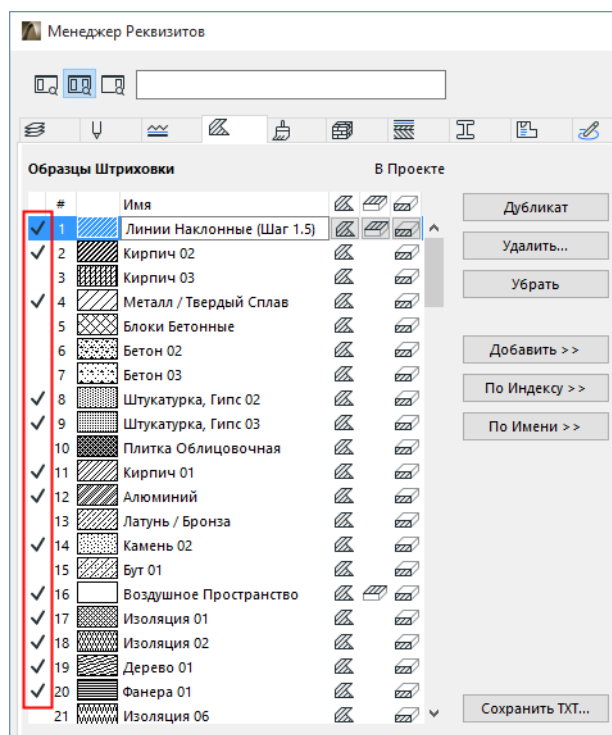 Менеджер Реквизитов
Образцы Штриховки В Проекте
# Имя
1 Линии Наклонные (Шаг 1.5)
2 Кирпич 02
3 Кирпич 03
4 Металл / Твердый Сплав
5 Блоки Бетонные
6 Бетон 02
7 Бетон 03
8 Штукатурка, Гипс 02
9 Штукатурка, Гипс 03
10 Плитка Облицовочная
11 Кирпич 01
12 Алюминий
13 Латунь / Бронза
14 Камень 02
15 Бут 01
16 Воздушное Пространство
17 Изоляция 01
18 Изоляция 02
19 Дерево 01
20 Фанера 01
21 Изоляция 06
Дубликат
Удалить...
Убрать
Добавить >>
По Индексу >>
По Имени >>
Сохранить TXT...